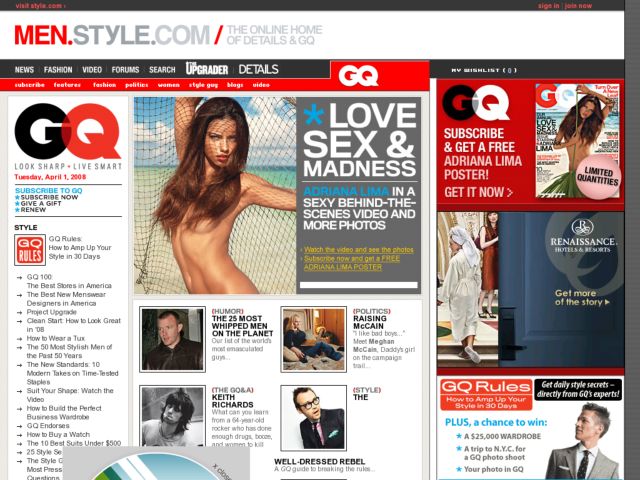 visit style.com ›
sign in | join now
MEN.STYLE.COM / THE ONLINE HOME
OF DETAILS & GQ
NEWS | FASHION | VIDEO | FORUMS | SEARCH | THE UPGRADER | DETAILS
GQ
MY WISHLIST ( 0 )
subscribe features fashion politics women style guy blogs video
GQ
LOOK SHARP + LIVE SMART
Tuesday, April 1, 2008
SUBSCRIBE TO GQ
*SUBSCRIBE NOW
*GIVE A GIFT
*RENEW
STYLE
GQ RULES
GQ Rules:
How to Amp Up Your
Style in 30 Days
→ GQ 100:
The Best Stores in America
→ The Best New Menswear
Designers in America
→ Project Upgrade
→ Clean Start: How to Look Great
in '08
→ How to Wear a Tux
→ The 50 Most Stylish Men of
the Past 50 Years
→ The New Standards: 10
Modern Takes on Time-Tested
Staples
→ Suit Your Shape: Watch the
Video
→ How to Build the Perfect
Business Wardrobe
→ GQ Endorses
→ How to Buy a Watch
→ The 10 Best Suits Under $500
→ 25 Style
→ The Style G
Most Press
Questions
→ Glossary
*LOVE
SEX &
MADNESS
ADRIANA LIMA IN A
SEXY BEHIND-THE-
SCENES VIDEO AND
MORE PHOTOS
› Watch the video and see the photos
› Subscribe now and get a FREE
ADRIANA LIMA POSTER
(HUMOR)
THE 25 MOST
WHIPPED MEN
ON THE PLANET
Our list of the world's
most emasculated
guys...
(POLITICS)
RAISING
McCAIN
"I like bad boys..."
Meet Meghan
McCain, Daddy's girl
on the campaign
trail...
(THE GQ&A)
KEITH
RICHARDS
What can you learn
from a 64-year-old
rocker who has done
enough drugs, booze,
and women to kill
(STYLE)
THE
WELL-DRESSED REBEL
A GQ guide to breaking the rules...
x close
GQ
SUBSCRIBE
& GET A FREE
ADRIANA LIMA
POSTER!
GET IT NOW >
GQ
LOVE
SEX &
MADNESS
LIMITED
QUANTITIES
RENAISSANCE
HOTELS & RESORTS
Get more
of the story ▸
GQ Rules
How to Amp Up Your
Style in 30 Days
Get daily style secrets –
directly from GQ's experts!
PLUS, a chance to win:
★ A $25,000 WARDROBE
★ A trip to N.Y.C. for
a GQ photo shoot
★ Your photo in GQ